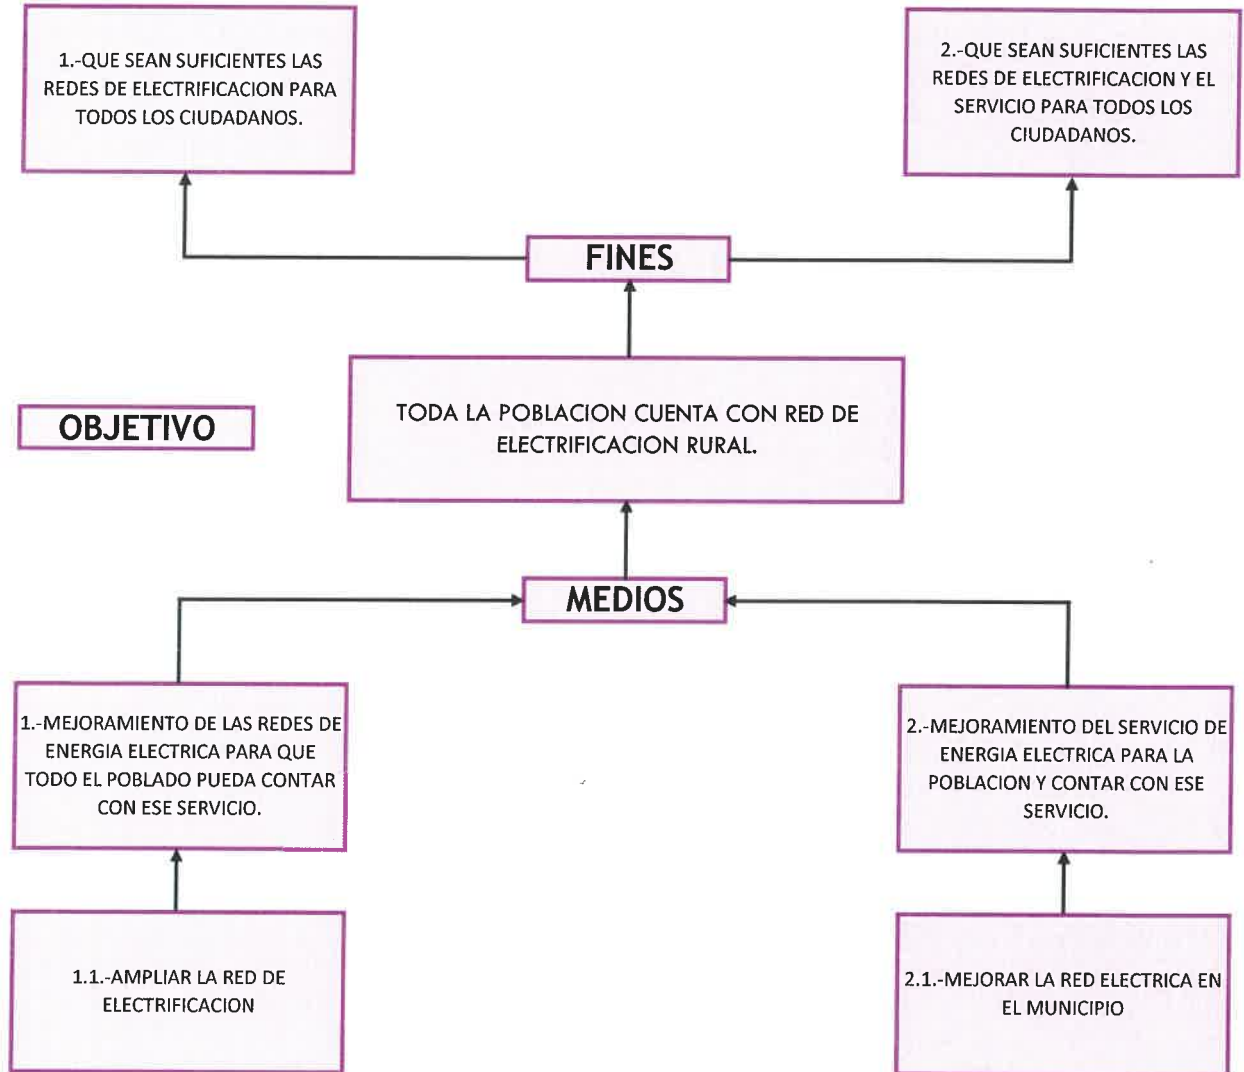 1.-QUE SEAN SUFICIENTES LAS
REDES DE ELECTRIFICACION PARA
TODOS LOS CIUDADANOS.
2.-QUE SEAN SUFICIENTES LAS
REDES DE ELECTRIFICACION Y EL
SERVICIO PARA TODOS LOS
CIUDADANOS.
FINES
OBJETIVO
TODA LA POBLACION CUENTA CON RED DE
ELECTRIFICACION RURAL.
MEDIOS
1.-MEJORAMIENTO DE LAS REDES DE
ENERGIA ELECTRICA PARA QUE
TODO EL POBLADO PUEDA CONTAR
CON ESE SERVICIO.
2.-MEJORAMIENTO DEL SERVICIO DE
ENERGIA ELECTRICA PARA LA
POBLACION Y CONTAR CON ESE
SERVICIO.
1.1.-AMPLIAR LA RED DE
ELECTRIFICACION
2.1.-MEJORAR LA RED ELECTRICA EN
EL MUNICIPIO